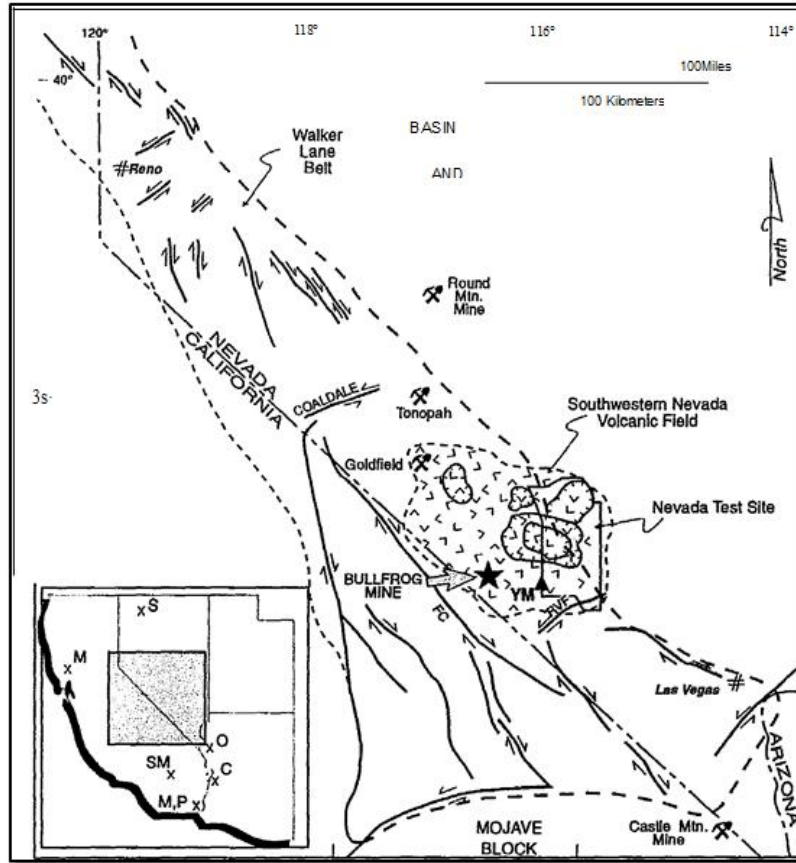 120°
118°
116°
114°
40°
100Miles
100 Kilometers
BASIN
AND
Walker
Lane
Belt
Reno
North
Round
Mtn.
Mine
NEVADA
CALIFORNIA
3s·
COALDALE
Tonopah
Southwestern Nevada
Volcanic Field
Goldfield
Nevada Test Site
BULLFROG
MINE
YM
RVF
FC
Las Vegas
ARIZONA
S
M
O
SM
C
M,P
MOJAVE
BLOCK
Castle Mtn.
Mine